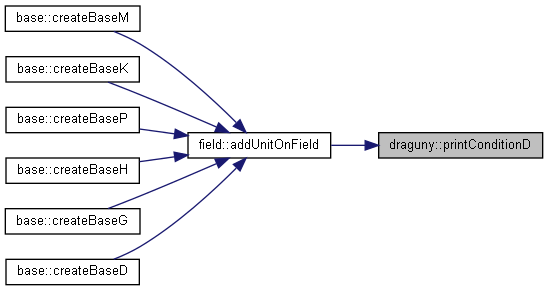 base::createBaseM
base::createBaseK
base::createBaseP
base::createBaseH
base::createBaseG
base::createBaseD
field::addUnitOnField
draguny::printConditionD